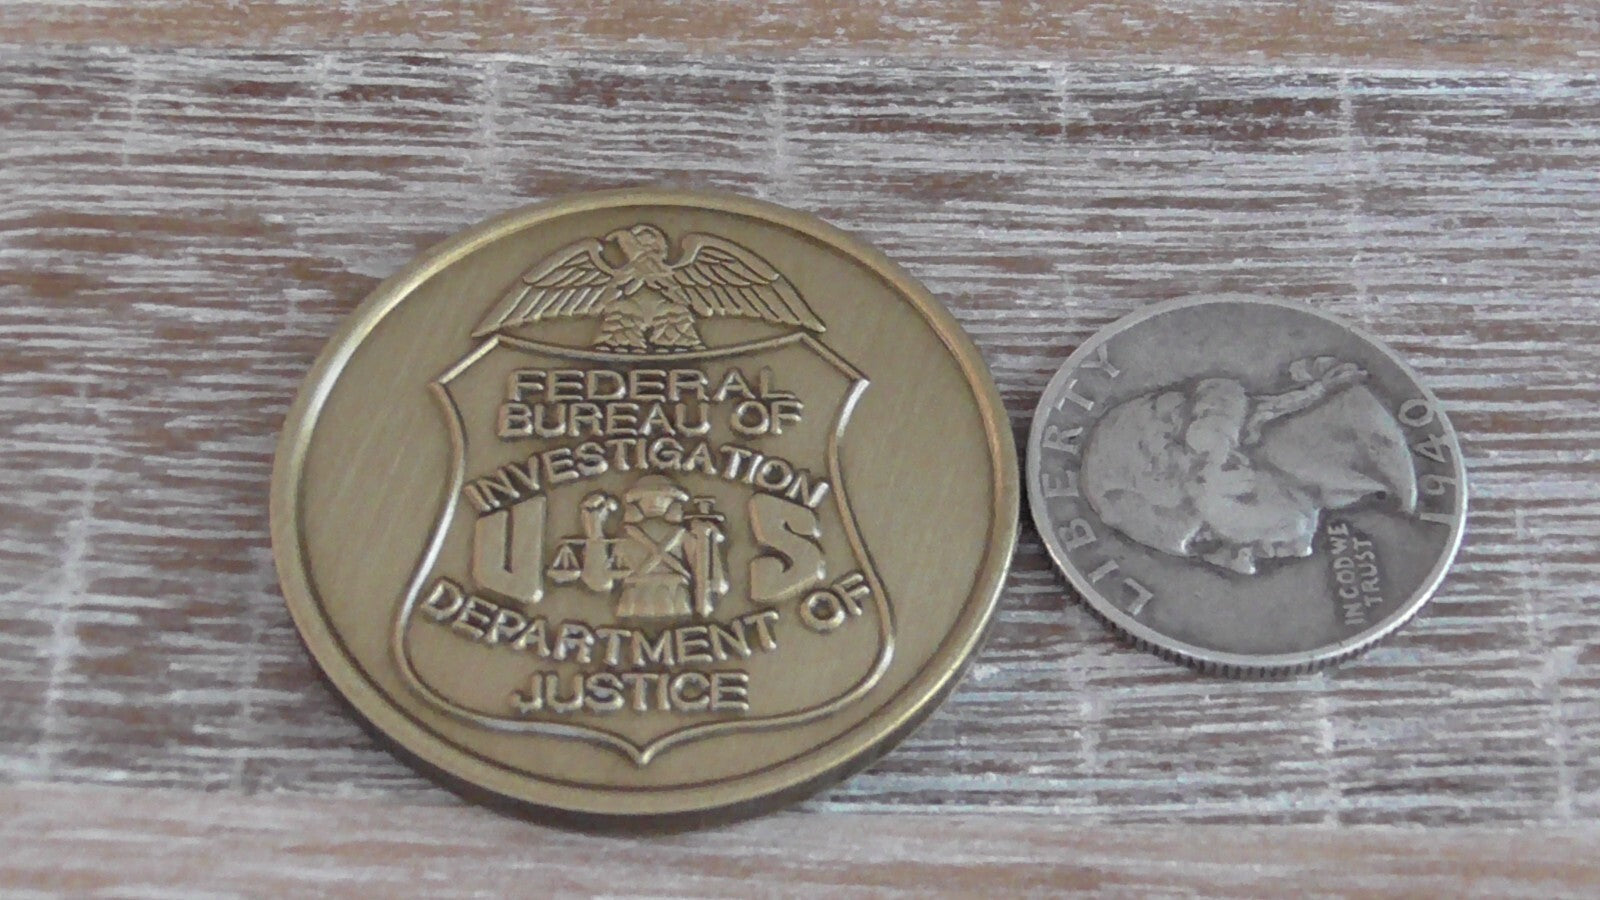 FEDERAL
BUREAU OF
INVESTIGATION
U S
DEPARTMENT OF
JUSTICE
LIBERTY
IN GOD WE
TRUST
1940